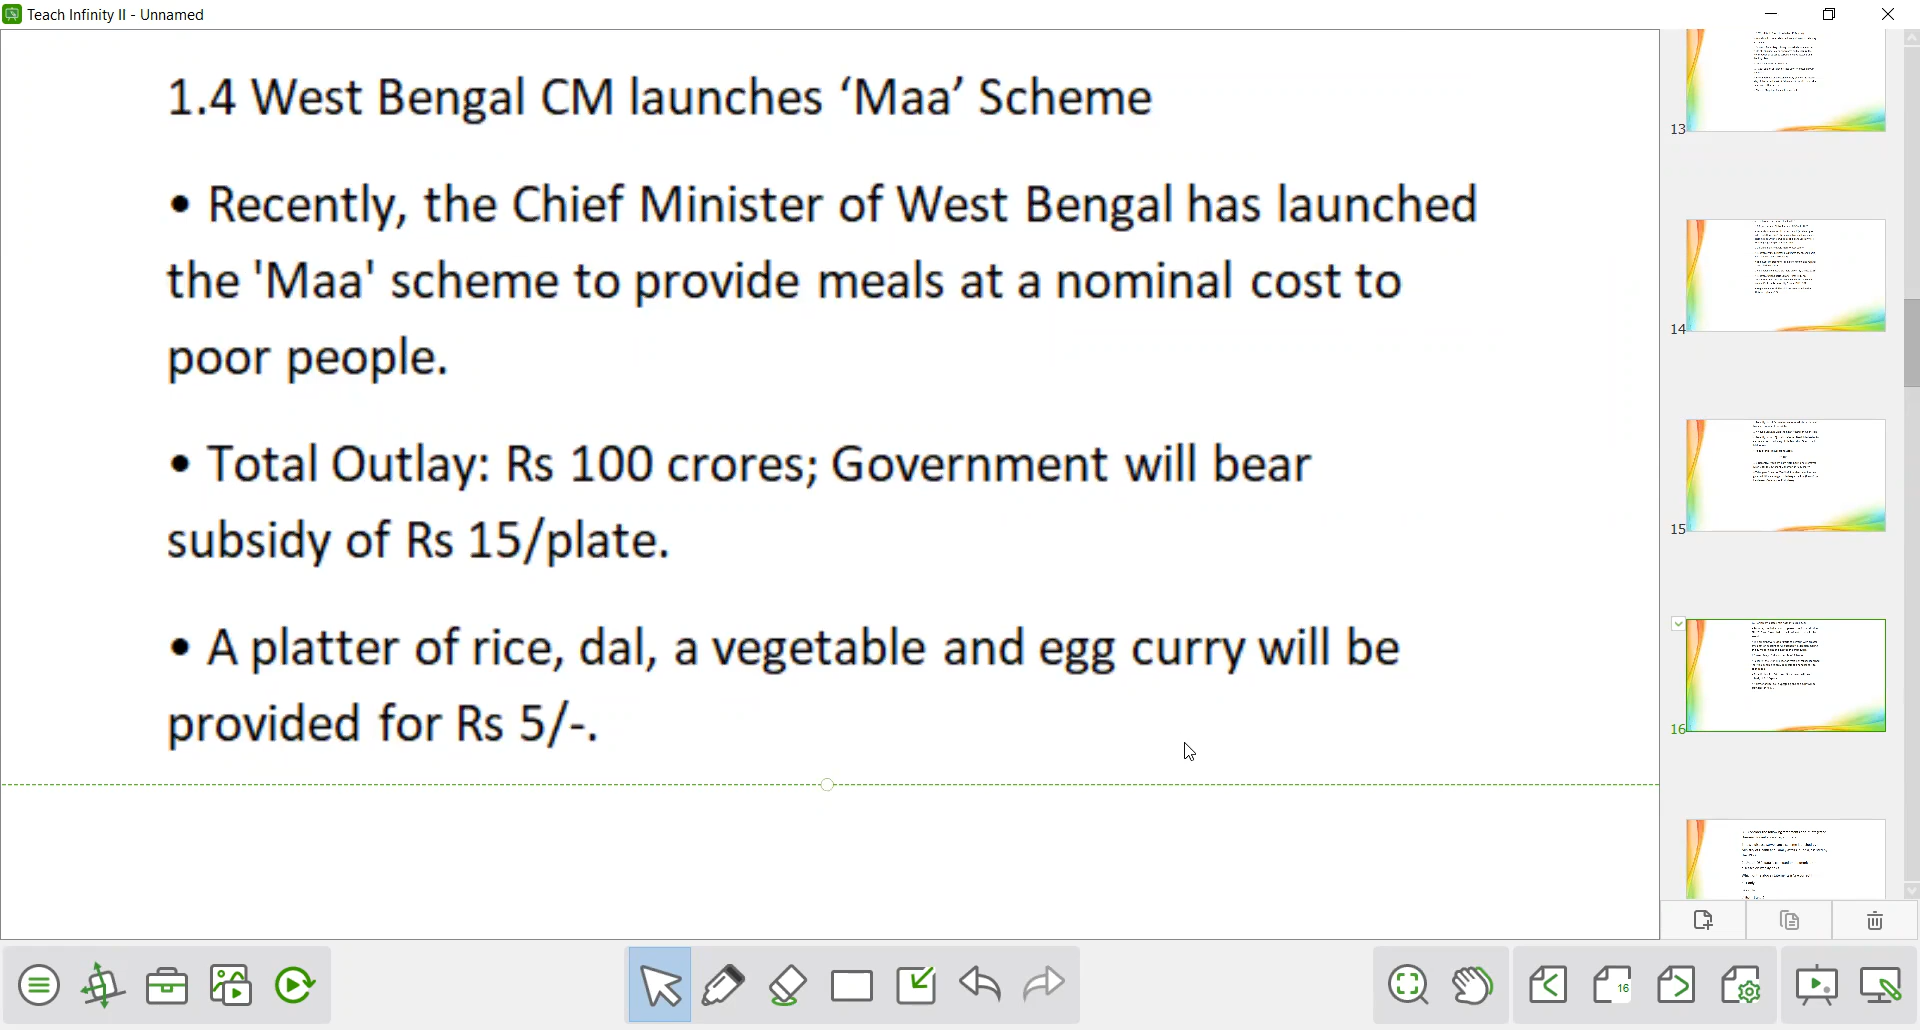 Teach Infinity II - Unnamed
1.4 West Bengal CM launches ‘Maa’ Scheme
• Recently, the Chief Minister of West Bengal has launched
the 'Maa' scheme to provide meals at a nominal cost to
poor people.
• Total Outlay: Rs 100 crores; Government will bear
subsidy of Rs 15/plate.
• A platter of rice, dal, a vegetable and egg curry will be
provided for Rs 5/-.
13
14
15
16
16